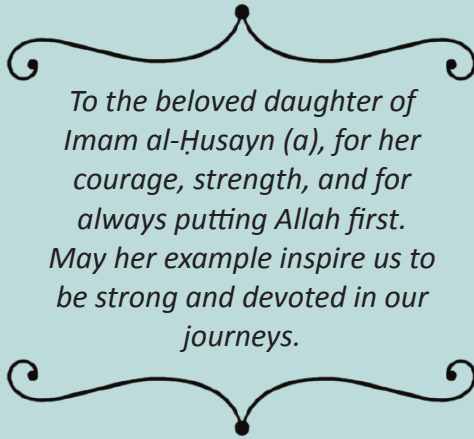 To the beloved daughter of
Imam al-Ḥusayn (a), for her
courage, strength, and for
always putting Allah first.
May her example inspire us to
be strong and devoted in our
journeys.